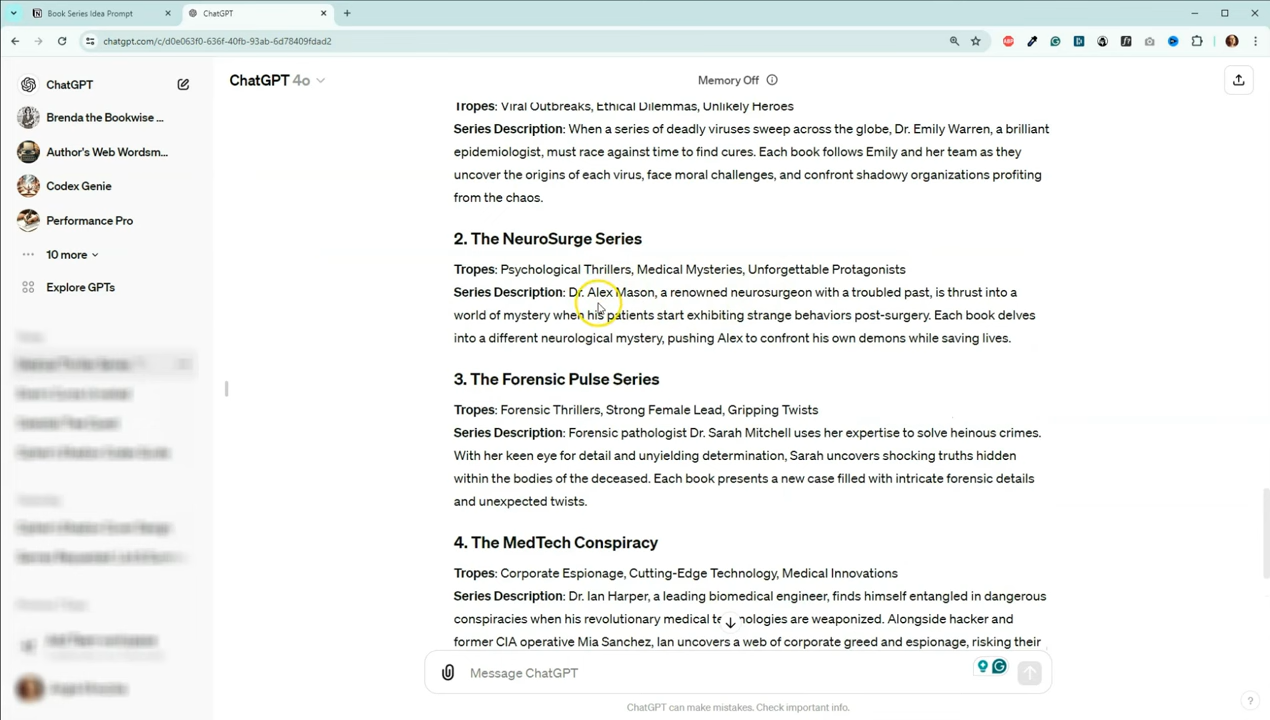 Book Series Idea Prompt
ChatGPT
chatgpt.com/c/d0e063f0-636f-40fb-93ab-6d78409fdad2
ChatGPT
Brenda the Bookwise ...
Author's Web Wordsm...
Codex Genie
Performance Pro
10 more
Explore GPTs
ChatGPT 4o
Memory Off
Tropes: Viral Outbreaks, Ethical Dilemmas, Unlikely Heroes
Series Description: When a series of deadly viruses sweep across the globe, Dr. Emily Warren, a brilliant
epidemiologist, must race against time to find cures. Each book follows Emily and her team as they
uncover the origins of each virus, face moral challenges, and confront shadowy organizations profiting
from the chaos.
2. The NeuroSurge Series
Tropes: Psychological Thrillers, Medical Mysteries, Unforgettable Protagonists
Series Description: Dr. Alex Mason, a renowned neurosurgeon with a troubled past, is thrust into a
world of mystery when his patients start exhibiting strange behaviors post-surgery. Each book delves
into a different neurological mystery, pushing Alex to confront his own demons while saving lives.
3. The Forensic Pulse Series
Tropes: Forensic Thrillers, Strong Female Lead, Gripping Twists
Series Description: Forensic pathologist Dr. Sarah Mitchell uses her expertise to solve heinous crimes.
With her keen eye for detail and unyielding determination, Sarah uncovers shocking truths hidden
within the bodies of the deceased. Each book presents a new case filled with intricate forensic details
and unexpected twists.
4. The MedTech Conspiracy
Tropes: Corporate Espionage, Cutting-Edge Technology, Medical Innovations
Series Description: Dr. Ian Harper, a leading biomedical engineer, finds himself entangled in dangerous
conspiracies when his revolutionary medical technologies are weaponized. Alongside hacker and
former CIA operative Mia Sanchez, Ian uncovers a web of corporate greed and espionage, risking their
Message ChatGPT
ChatGPT can make mistakes. Check important info.